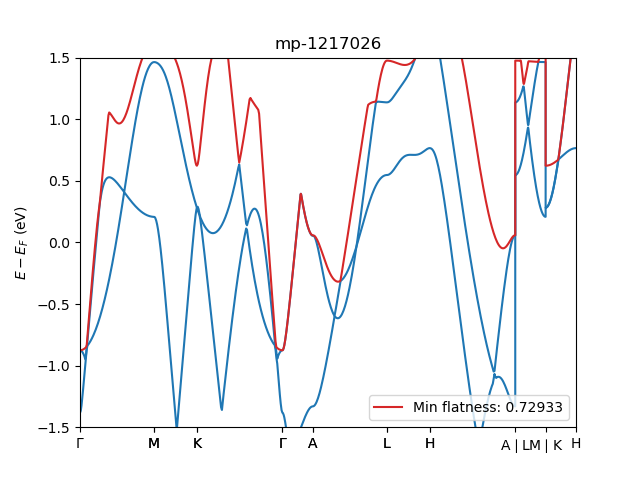 mp-1217026
1.5
1.0
0.5
0.0
−0.5
−1.0
−1.5
E − E_F (eV)
Min flatness: 0.72933
Γ M K Γ A L H A | LM | K H